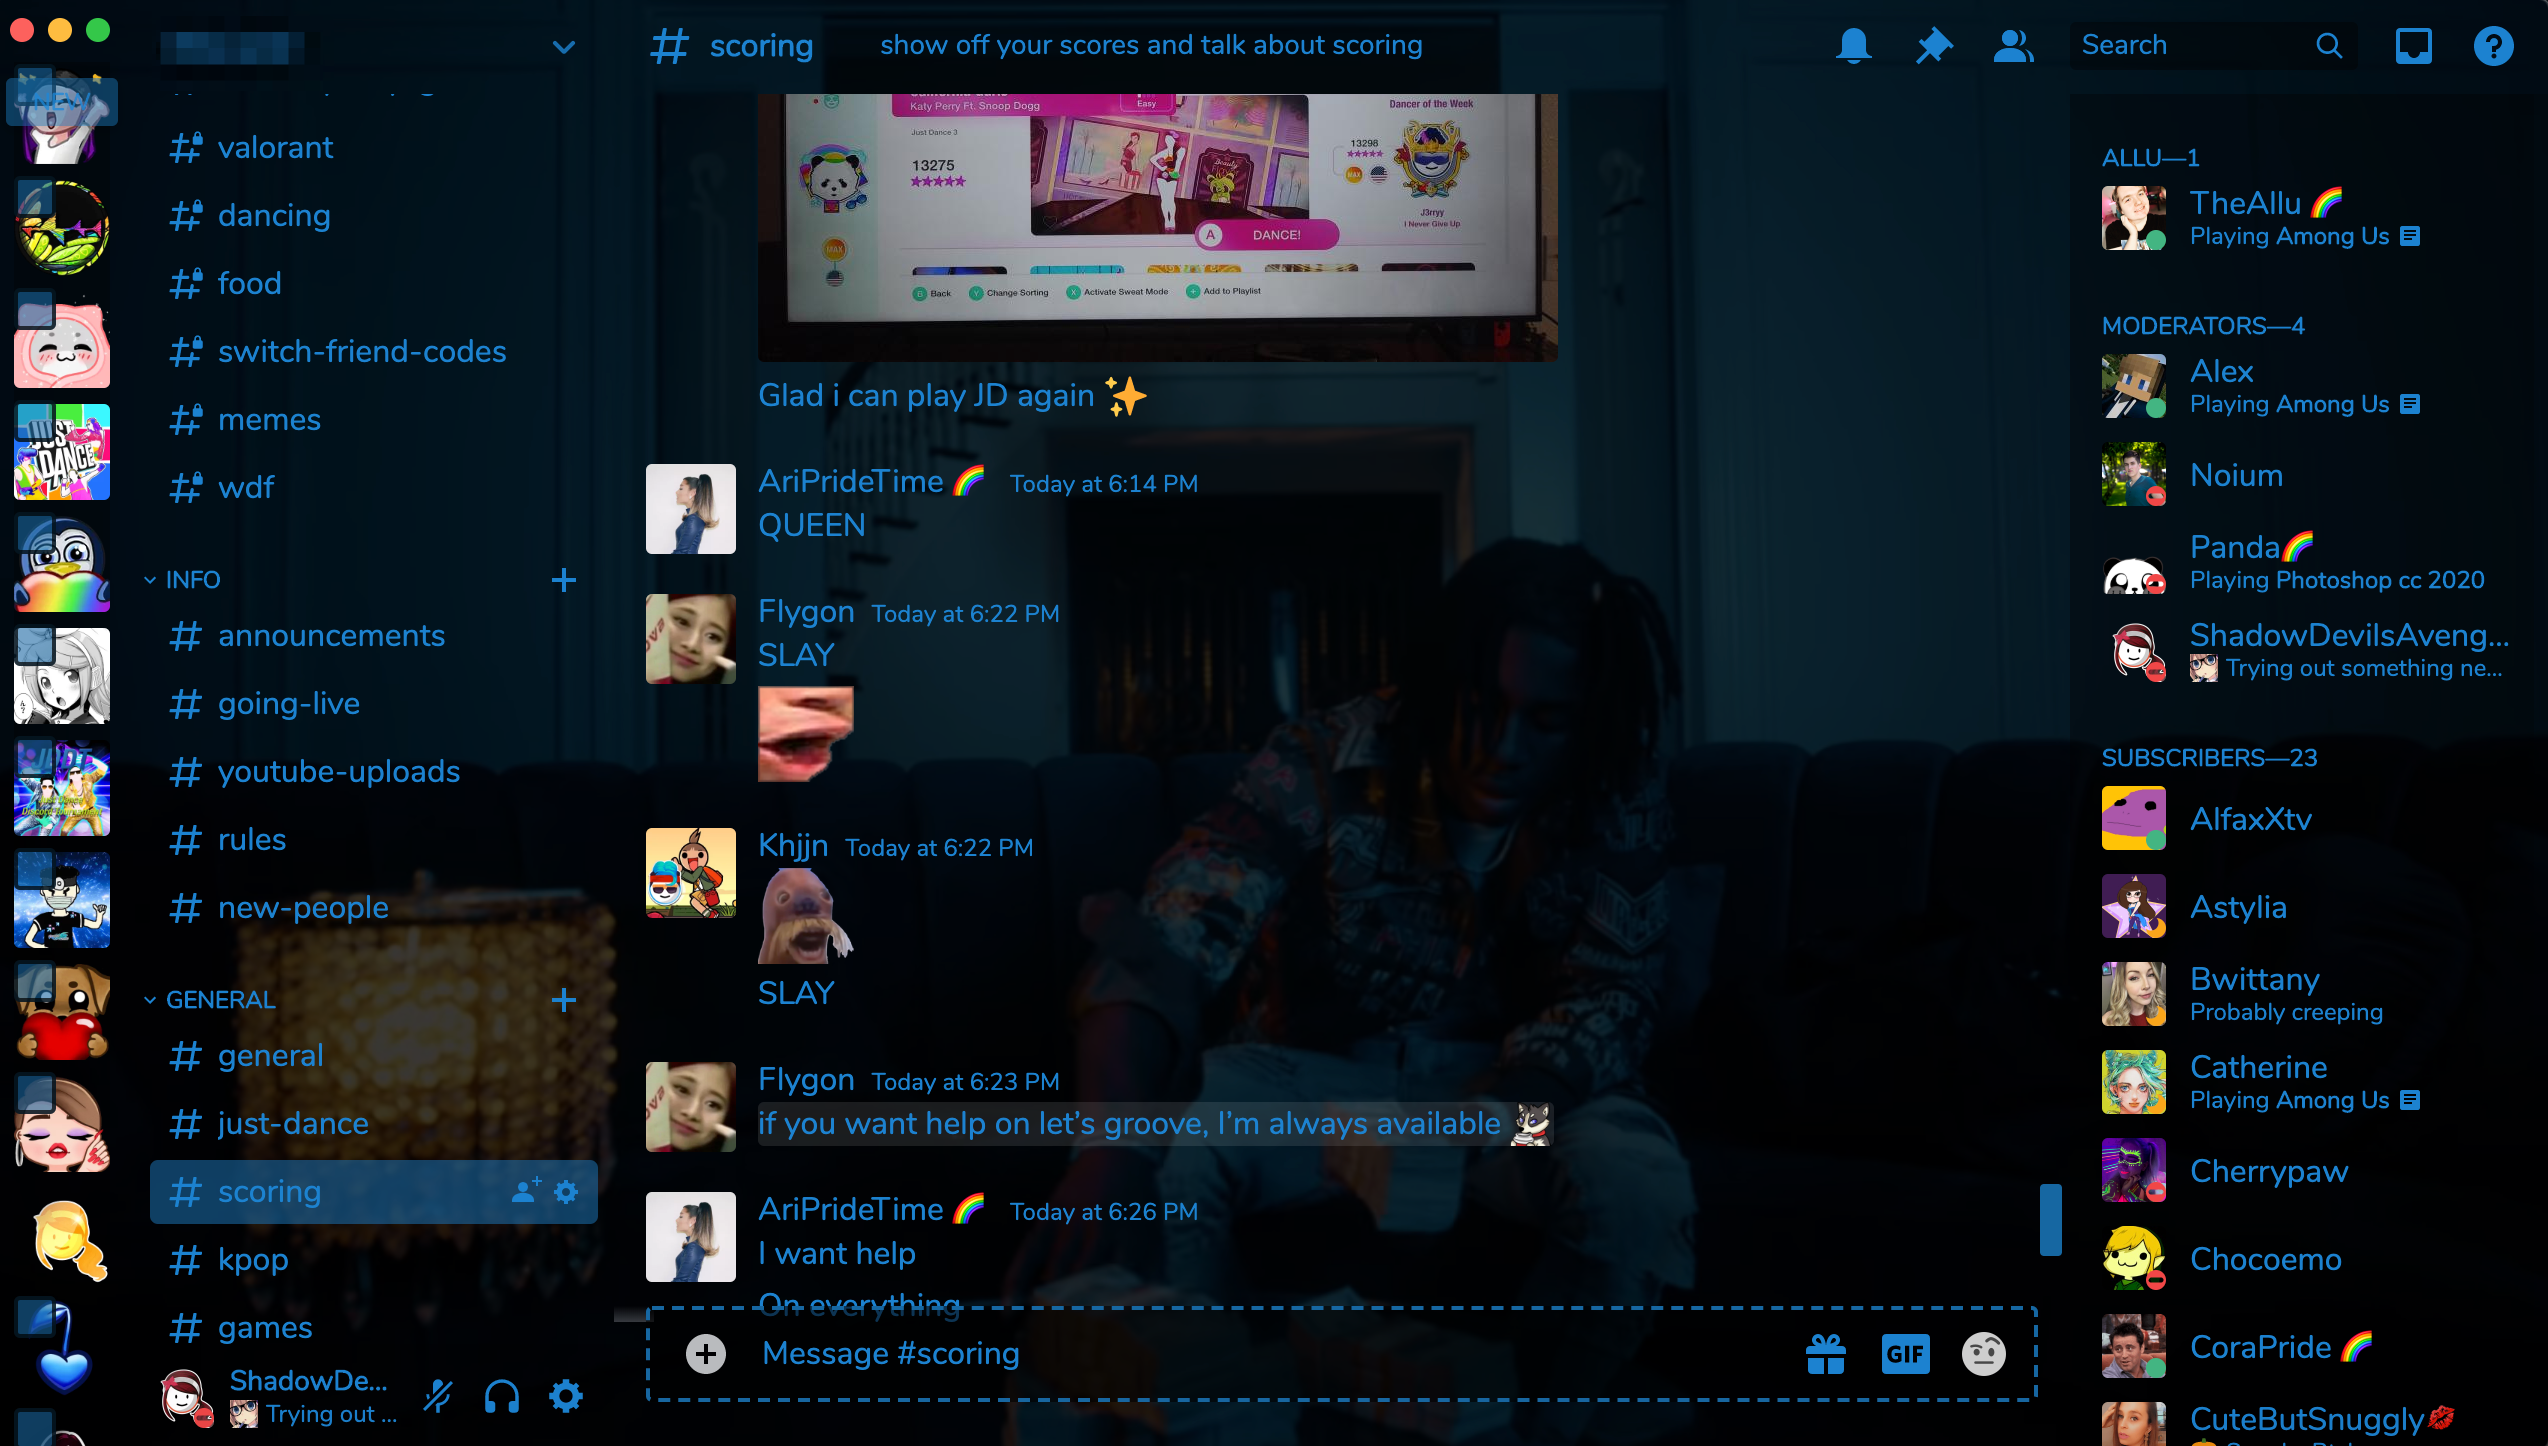 NEW
valorant
dancing
food
switch-friend-codes
memes
wdf
INFO
announcements
going-live
youtube-uploads
rules
new-people
GENERAL
general
just-dance
scoring
kpop
games
ShadowDe...
Trying out ...
scoring
show off your scores and talk about scoring
Search
Katy Perry Ft. Snoop Dogg
Easy
Just Dance 3
13275
Dancer of the Week
13298
MAX
J3rryy
I Never Give Up
MAX
A DANCE!
B Back
Y Change Sorting
X Activate Sweat Mode
+ Add to Playlist
Glad i can play JD again ✨
AriPrideTime 🌈 Today at 6:14 PM
QUEEN
Flygon Today at 6:22 PM
SLAY
Khjjn Today at 6:22 PM
SLAY
Flygon Today at 6:23 PM
if you want help on let's groove, I'm always available
AriPrideTime 🌈 Today at 6:26 PM
I want help
On everything
Message #scoring
GIF
ALLU—1
TheAllu 🌈
Playing Among Us
MODERATORS—4
Alex
Playing Among Us
Noium
Panda🌈
Playing Photoshop cc 2020
ShadowDevilsAveng...
Trying out something ne...
SUBSCRIBERS—23
AlfaxXtv
Astylia
Bwittany
Probably creeping
Catherine
Playing Among Us
Cherrypaw
Chocoemo
CoraPride 🌈
CuteButSnuggly💋
JUST DANCE